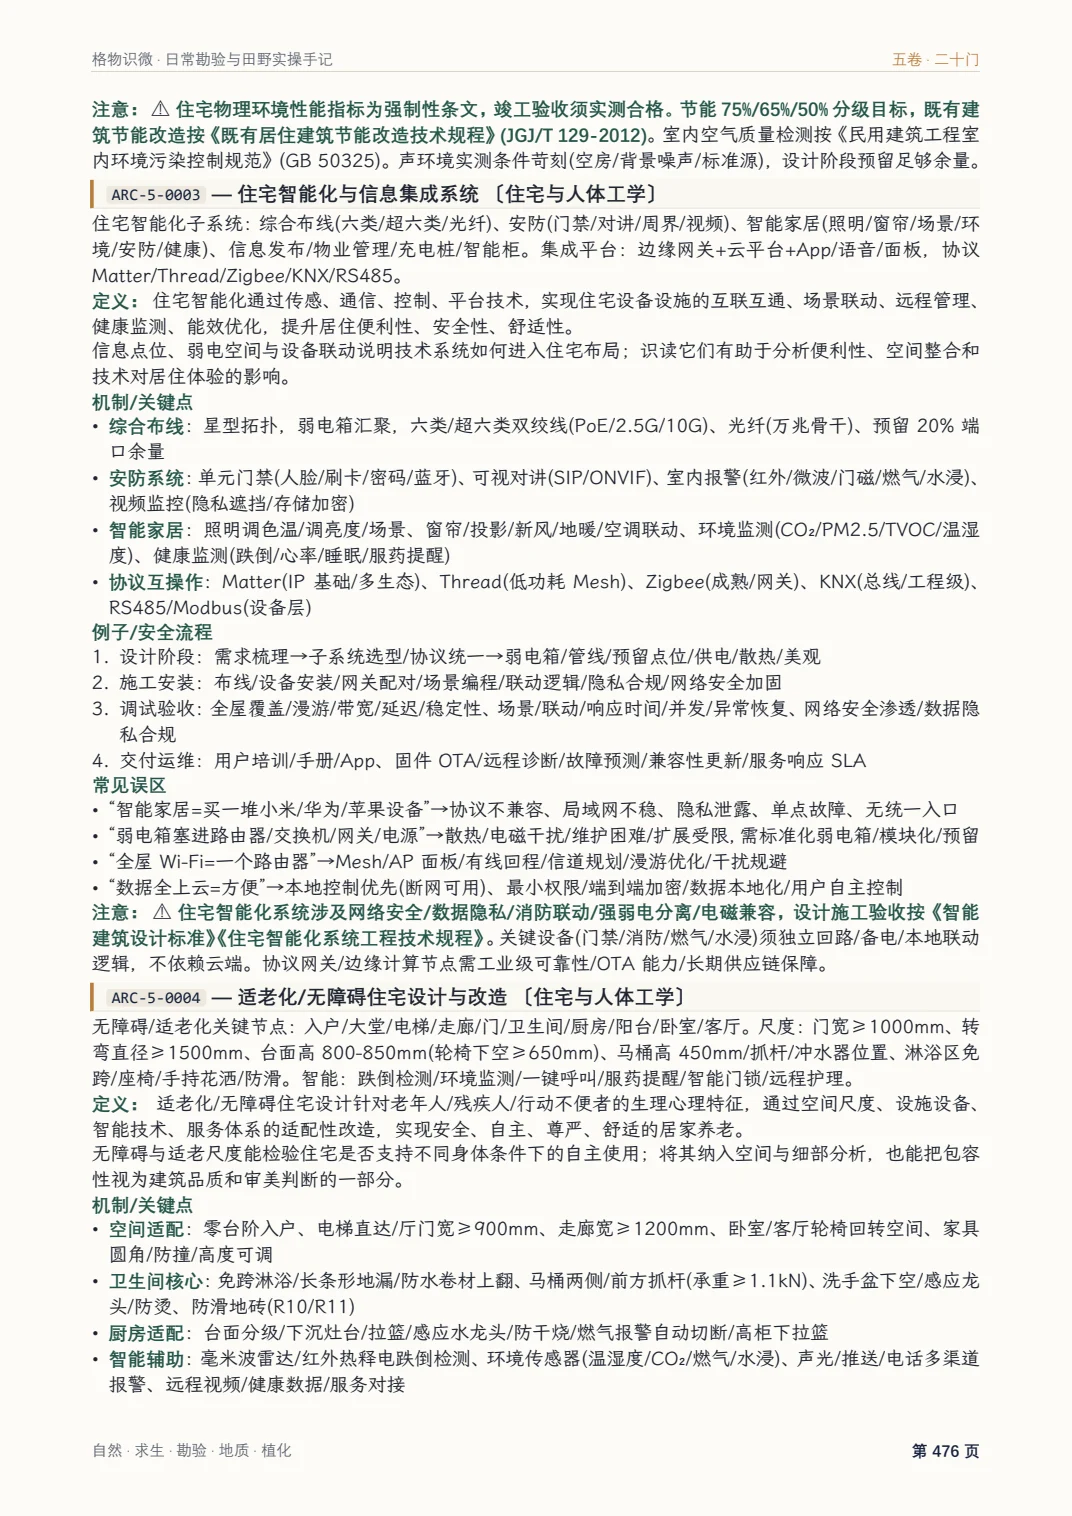 格物识微 · 日常勘验与田野实操手记
五卷 · 二十门
注意：⚠ 住宅物理环境性能指标为强制性条文，竣工验收须实测合格。节能 75%/65%/50% 分级目标，既有建
筑节能改造按《既有居住建筑节能改造技术规程》(JGJ/T 129-2012)。室内空气质量检测按《民用建筑工程室
内环境污染控制规范》(GB 50325)。声环境实测条件苛刻(空房/背景噪声/标准源)，设计阶段预留足够余量。
ARC-5-0003 — 住宅智能化与信息集成系统 〔住宅与人体工学〕
住宅智能化子系统：综合布线(六类/超六类/光纤)、安防(门禁/对讲/周界/视频)、智能家居(照明/窗帘/场景/环
境/安防/健康)、信息发布/物业管理/充电桩/智能柜。集成平台：边缘网关+云平台+App/语音/面板，协议
Matter/Thread/Zigbee/KNX/RS485。
定义：住宅智能化通过传感、通信、控制、平台技术，实现住宅设备设施的互联互通、场景联动、远程管理、
健康监测、能效优化，提升居住便利性、安全性、舒适性。
信息点位、弱电空间与设备联动说明技术系统如何进入住宅布局；识读它们有助于分析便利性、空间整合和
技术对居住体验的影响。
机制/关键点
• 综合布线：星型拓扑，弱电箱汇聚，六类/超六类双绞线(PoE/2.5G/10G)、光纤(万兆骨干)、预留 20% 端
口余量
• 安防系统：单元门禁(人脸/刷卡/密码/蓝牙)、可视对讲(SIP/ONVIF)、室内报警(红外/微波/门磁/燃气/水浸)、
视频监控(隐私遮挡/存储加密)
• 智能家居：照明调色温/调亮度/场景、窗帘/投影/新风/地暖/空调联动、环境监测(CO₂/PM2.5/TVOC/温湿
度)、健康监测(跌倒/心率/睡眠/服药提醒)
• 协议互操作：Matter(IP 基础/多生态)、Thread(低功耗 Mesh)、Zigbee(成熟/网关)、KNX(总线/工程级)、
RS485/Modbus(设备层)
例子/安全流程
1. 设计阶段：需求梳理→子系统选型/协议统一→弱电箱/管线/预留点位/供电/散热/美观
2. 施工安装：布线/设备安装/网关配对/场景编程/联动逻辑/隐私合规/网络安全加固
3. 调试验收：全屋覆盖/漫游/带宽/延迟/稳定性、场景/联动/响应时间/并发/异常恢复、网络安全渗透/数据隐
私合规
4. 交付运维：用户培训/手册/App、固件 OTA/远程诊断/故障预测/兼容性更新/服务响应 SLA
常见误区
• “智能家居=买一堆小米/华为/苹果设备”→协议不兼容、局域网不稳、隐私泄露、单点故障、无统一入口
• “弱电箱塞进路由器/交换机/网关/电源”→散热/电磁干扰/维护困难/扩展受限，需标准化弱电箱/模块化/预留
• “全屋 Wi-Fi=一个路由器”→Mesh/AP 面板/有线回程/信道规划/漫游优化/干扰规避
• “数据全上云=方便”→本地控制优先(断网可用)、最小权限/端到端加密/数据本地化/用户自主控制
注意：⚠ 住宅智能化系统涉及网络安全/数据隐私/消防联动/强弱电分离/电磁兼容，设计施工验收按《智能
建筑设计标准》《住宅智能化系统工程技术规程》。关键设备(门禁/消防/燃气/水浸)须独立回路/备电/本地联动
逻辑，不依赖云端。协议网关/边缘计算节点需工业级可靠性/OTA 能力/长期供应链保障。
ARC-5-0004 — 适老化/无障碍住宅设计与改造 〔住宅与人体工学〕
无障碍/适老化关键节点：入户/大堂/电梯/走廊/门/卫生间/厨房/阳台/卧室/客厅。尺度：门宽≥1000mm、转
弯直径≥1500mm、台面高 800-850mm(轮椅下空≥650mm)、马桶高 450mm/抓杆/冲水器位置、淋浴区免
跨/座椅/手持花洒/防滑。智能：跌倒检测/环境监测/一键呼叫/服药提醒/智能门锁/远程护理。
定义：适老化/无障碍住宅设计针对老年人/残疾人/行动不便者的生理心理特征，通过空间尺度、设施设备、
智能技术、服务体系的适配性改造，实现安全、自主、尊严、舒适的居家养老。
无障碍与适老尺度能检验住宅是否支持不同身体条件下的自主使用；将其纳入空间与细部分析，也能把包容
性视为建筑品质和审美判断的一部分。
机制/关键点
• 空间适配：零台阶入户、电梯直达/厅门宽≥900mm、走廊宽≥1200mm、卧室/客厅轮椅回转空间、家具
圆角/防撞/高度可调
• 卫生间核心：免跨淋浴/长条形地漏/防水卷材上翻、马桶两侧/前方抓杆(承重≥1.1kN)、洗手盆下空/感应龙
头/防烫、防滑地砖(R10/R11)
• 厨房适配：台面分级/下沉灶台/拉篮/感应水龙头/防干烧/燃气报警自动切断/高柜下拉篮
• 智能辅助：毫米波雷达/红外热释电跌倒检测、环境传感器(温湿度/CO₂/燃气/水浸)、声光/推送/电话多渠道
报警、远程视频/健康数据/服务对接
自然 · 求生 · 勘验 · 地质 · 植化
第 476 页